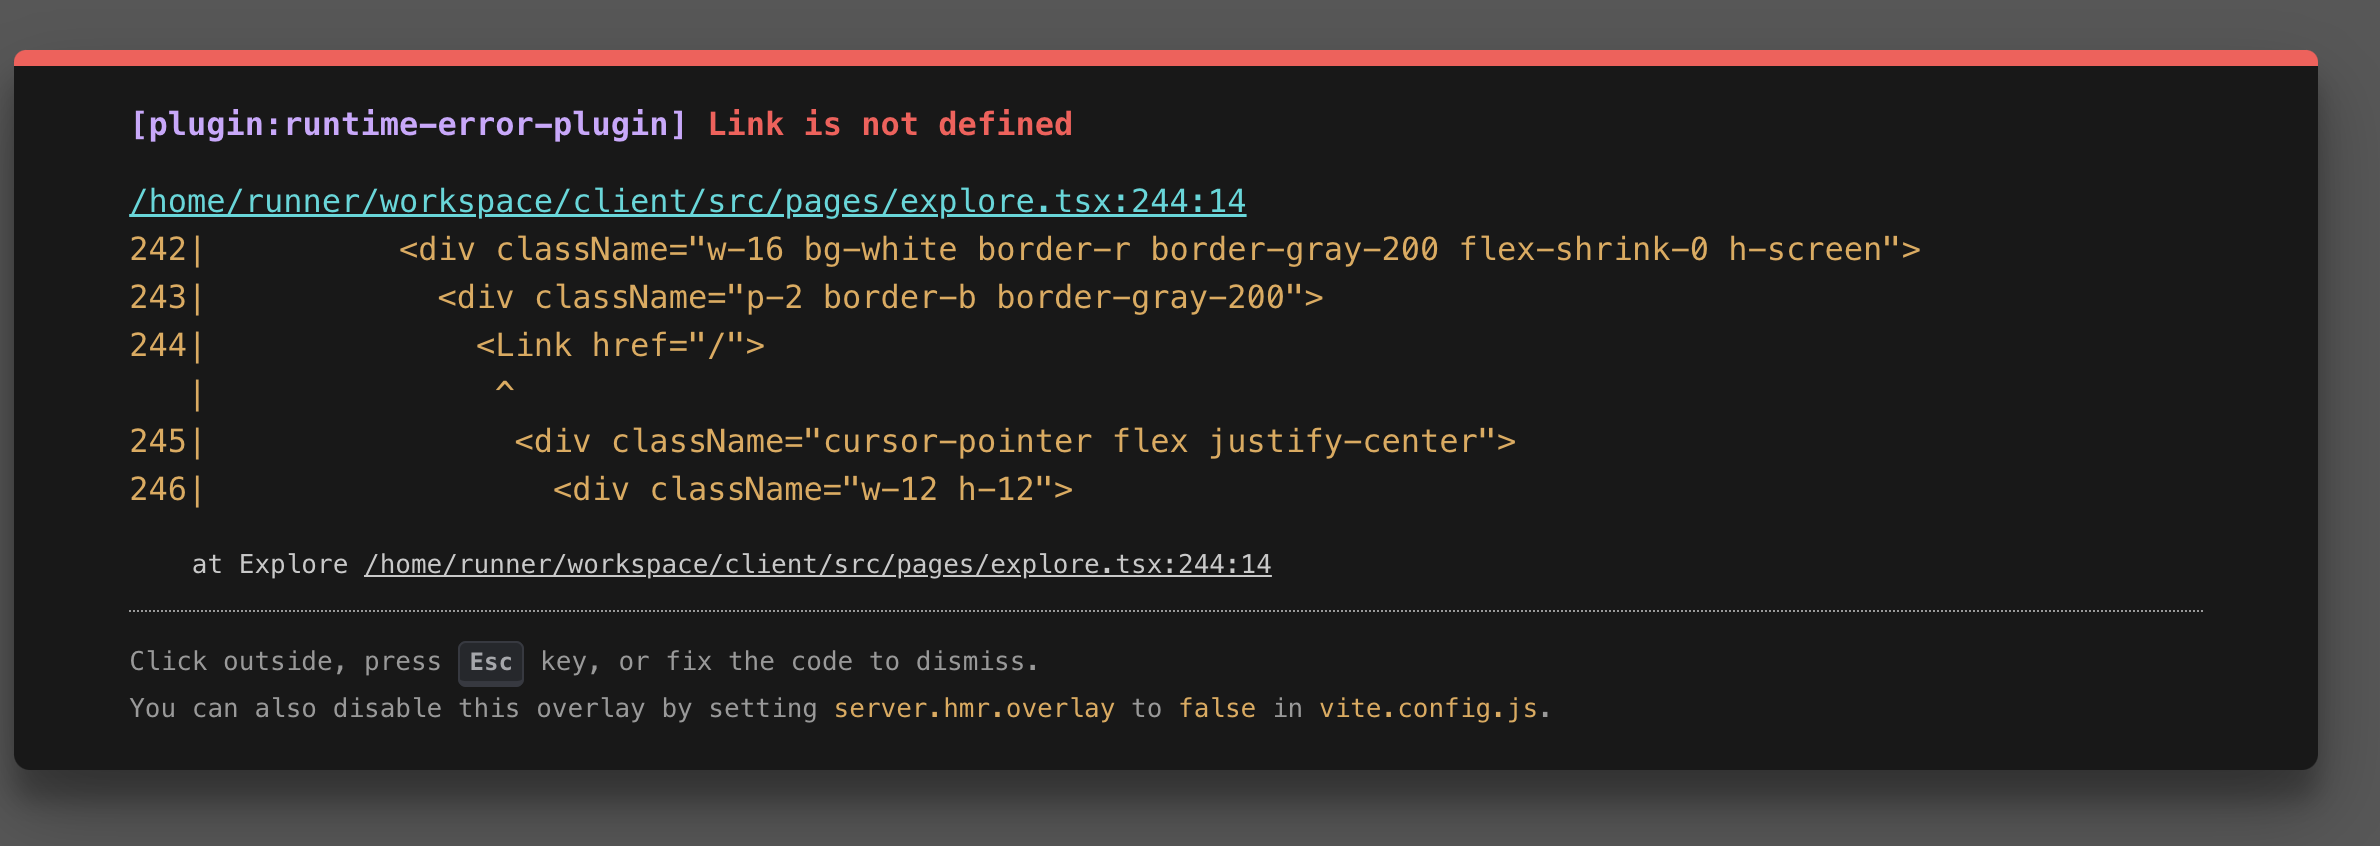 [plugin:runtime-error-plugin] Link is not defined
/home/runner/workspace/client/src/pages/explore.tsx:244:14
242|          <div className="w-16 bg-white border-r border-gray-200 flex-shrink-0 h-screen">
243|            <div className="p-2 border-b border-gray-200">
244|              <Link href="/">
   |               ^
245|                <div className="cursor-pointer flex justify-center">
246|                  <div className="w-12 h-12">
    at Explore /home/runner/workspace/client/src/pages/explore.tsx:244:14
Click outside, press Esc key, or fix the code to dismiss.
You can also disable this overlay by setting server.hmr.overlay to false in vite.config.js.